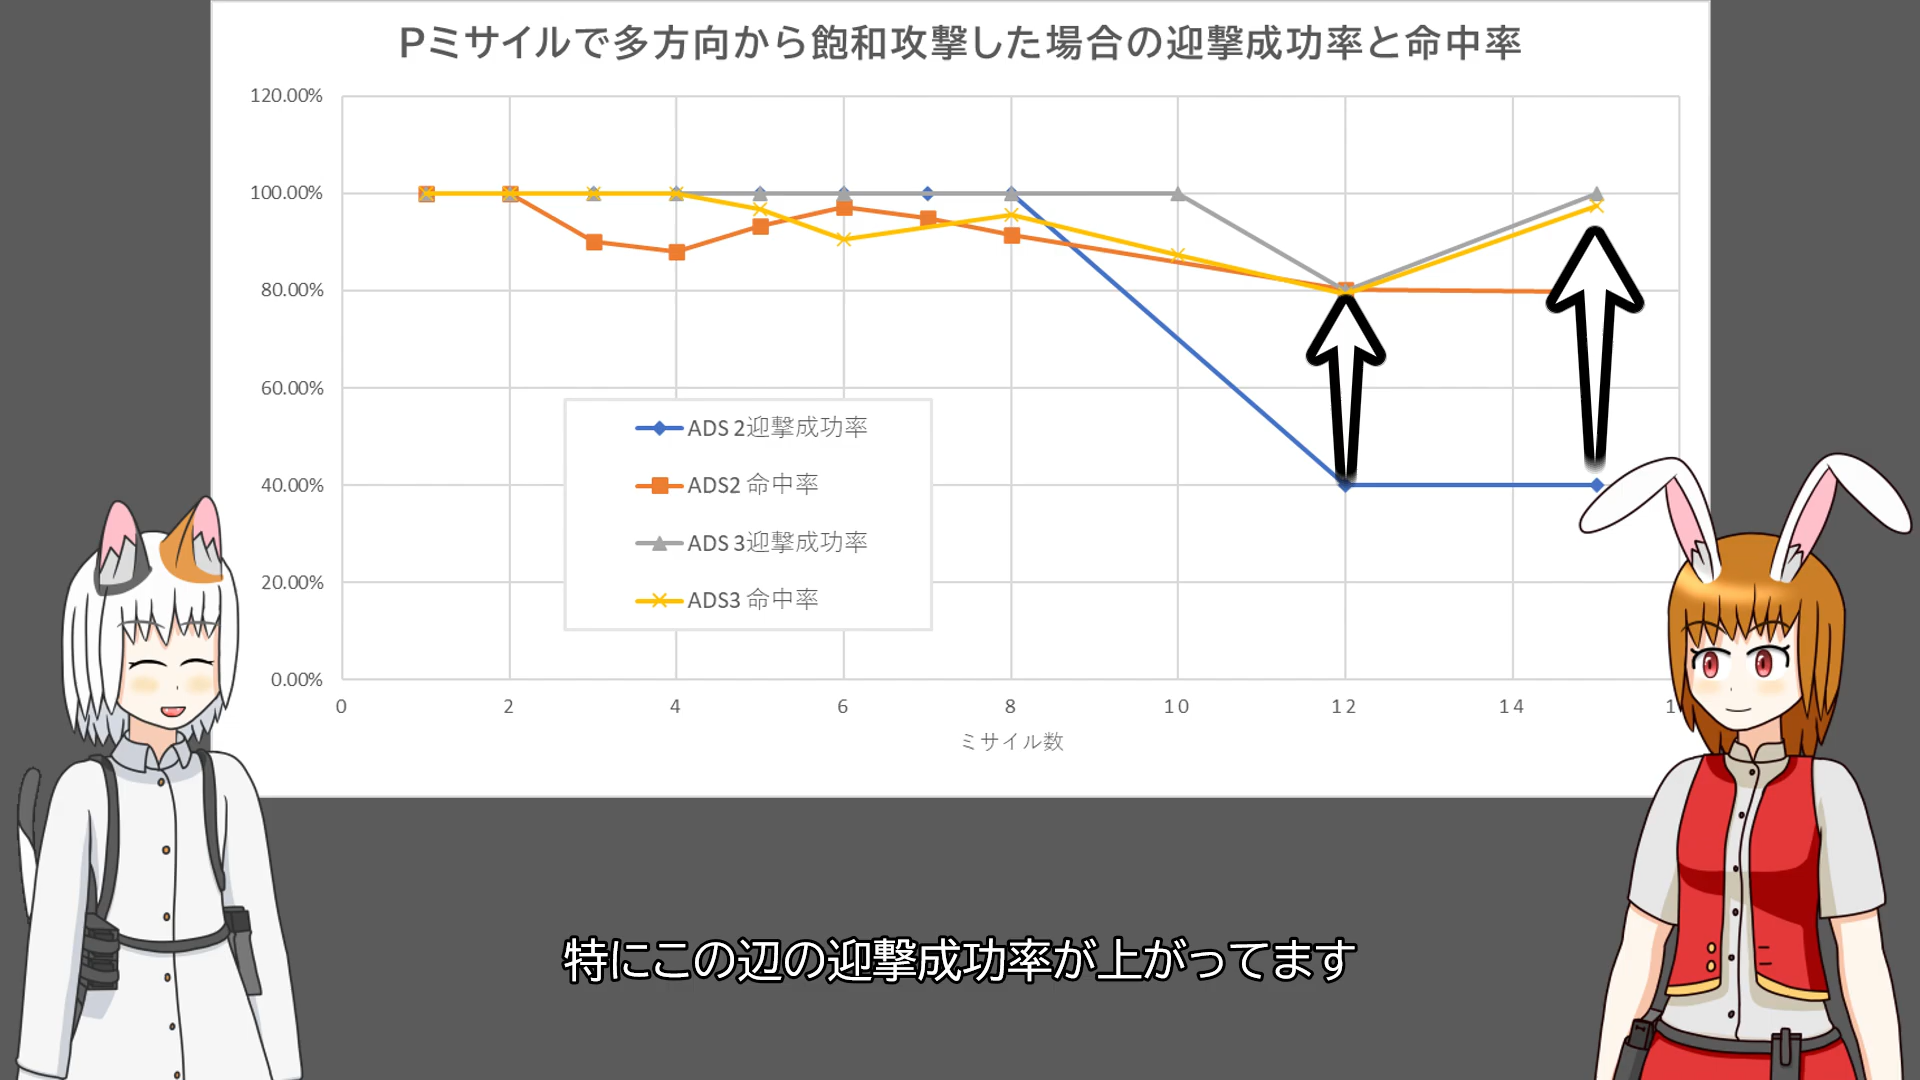 Pミサイルで多方向から飽和攻撃した場合の迎撃成功率と命中率
120.00%
100.00%
80.00%
60.00%
40.00%
20.00%
0.00%
ADS 2迎撃成功率
ADS2 命中率
ADS 3迎撃成功率
ADS3 命中率
0 2 4 6 8 10 12 14 1
ミサイル数
特にこの辺の迎撃成功率が上がってます